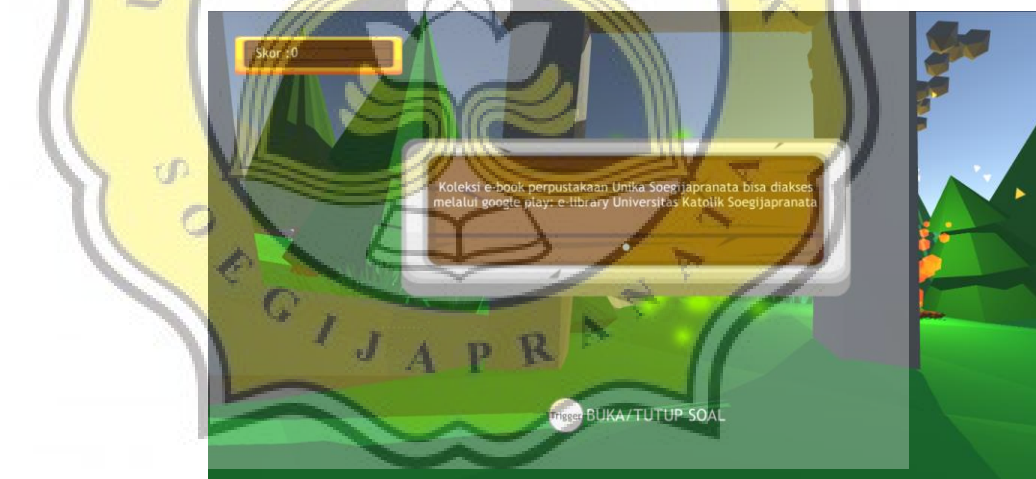 Skor :0
Koleksi e-book perpustakaan Unika Soegijapranata bisa diakses
melalui google play: e-library Universitas Katolik Soegijapranata
SOEGIJAPRANATA
Trigger BUKA/TUTUP SOAL